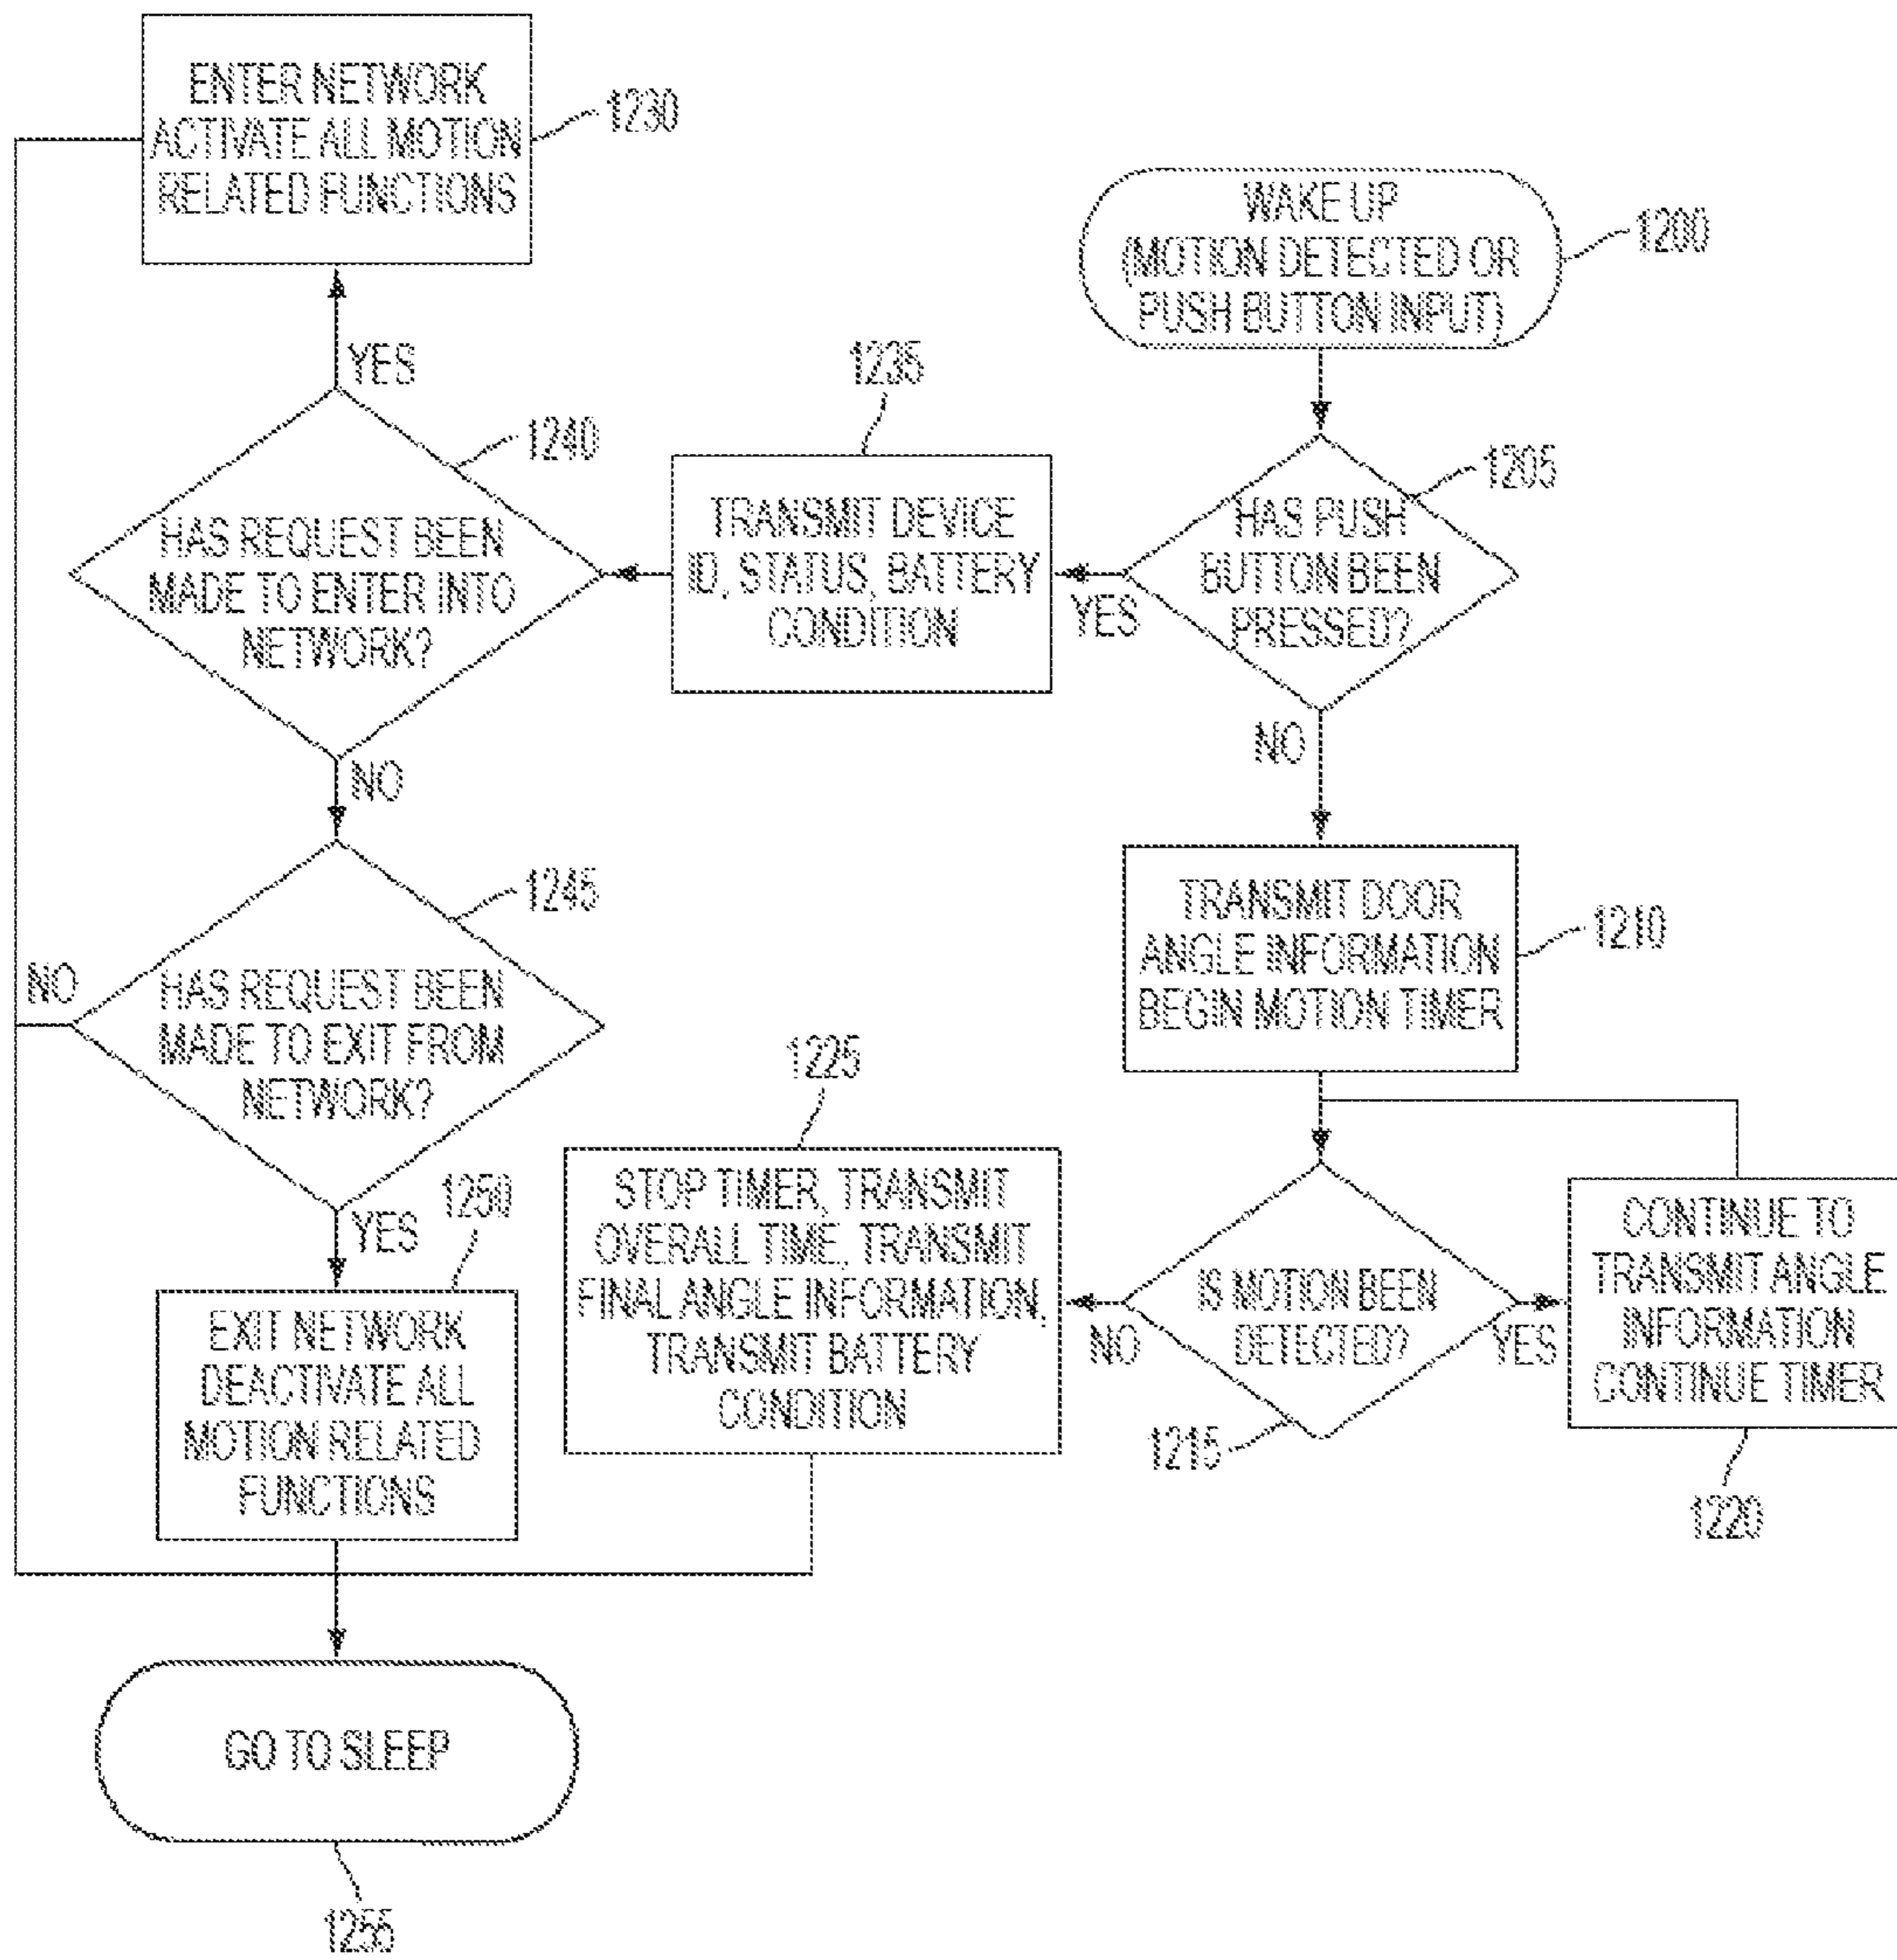 ENTER NETWORK
ACTIVATE ALL MOTION
RELATED FUNCTIONS
1230
WAKE UP
(MOTION DETECTED OR
PUSH BUTTON INPUT)
1200
YES
1240
HAS REQUEST BEEN
MADE TO ENTER INTO
NETWORK?
1235
TRANSMIT DEVICE
ID, STATUS, BATTERY
CONDITION
YES
1205
HAS PUSH
BUTTON BEEN
PRESSED?
NO
NO
1245
HAS REQUEST BEEN
MADE TO EXIT FROM
NETWORK?
NO
TRANSMIT DOOR
ANGLE INFORMATION
BEGIN MOTION TIMER
1210
YES
1250
EXIT NETWORK
DEACTIVATE ALL
MOTION RELATED
FUNCTIONS
1225
STOP TIMER, TRANSMIT
OVERALL TIME, TRANSMIT
FINAL ANGLE INFORMATION,
TRANSMIT BATTERY
CONDITION
NO
IS MOTION BEEN
DETECTED?
1215
YES
CONTINUE TO
TRANSMIT ANGLE
INFORMATION
CONTINUE TIMER
1220
GO TO SLEEP
1255